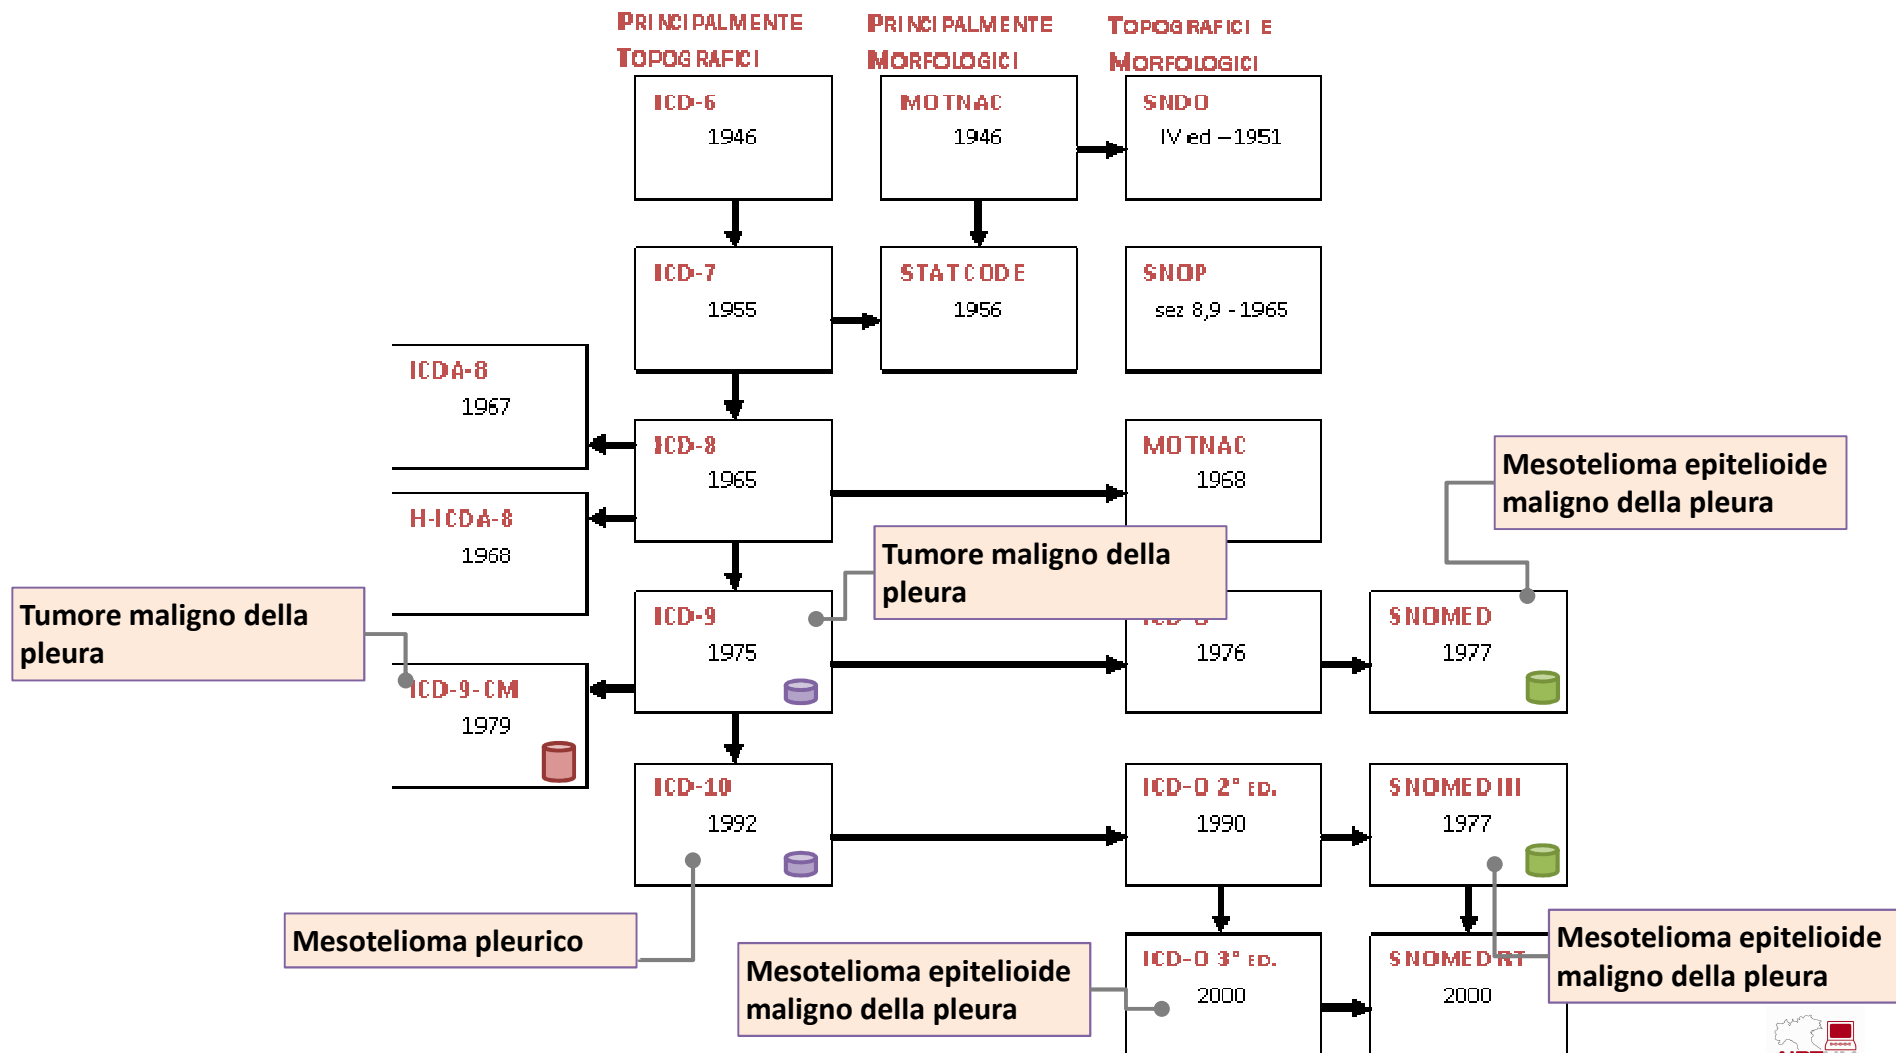 PRINCIPALMENTE
TOPOGRAFICI
PRINCIPALMENTE
MORFOLOGICI
TOPOGRAFICI E
MORFOLOGICI
ICD-6
1946
MOTNAC
1946
SNDO
IV ed – 1951
ICD-7
1955
STATCODE
1956
SNOP
sez 8,9 - 1965
ICDA-8
1967
ICD-8
1965
MOTNAC
1968
Mesotelioma epitelioide
maligno della pleura
H-ICDA-8
1968
Tumore maligno della
pleura
Tumore maligno della
pleura
ICD-9
1975
1976
SNOMED
1977
ICD-9-CM
1979
ICD-10
1992
ICD-O 2° ED.
1990
SNOMED III
1977
Mesotelioma pleurico
Mesotelioma epitelioide
maligno della pleura
ICD-O 3° ED.
2000
SNOMED RT
2000
Mesotelioma epitelioide
maligno della pleura